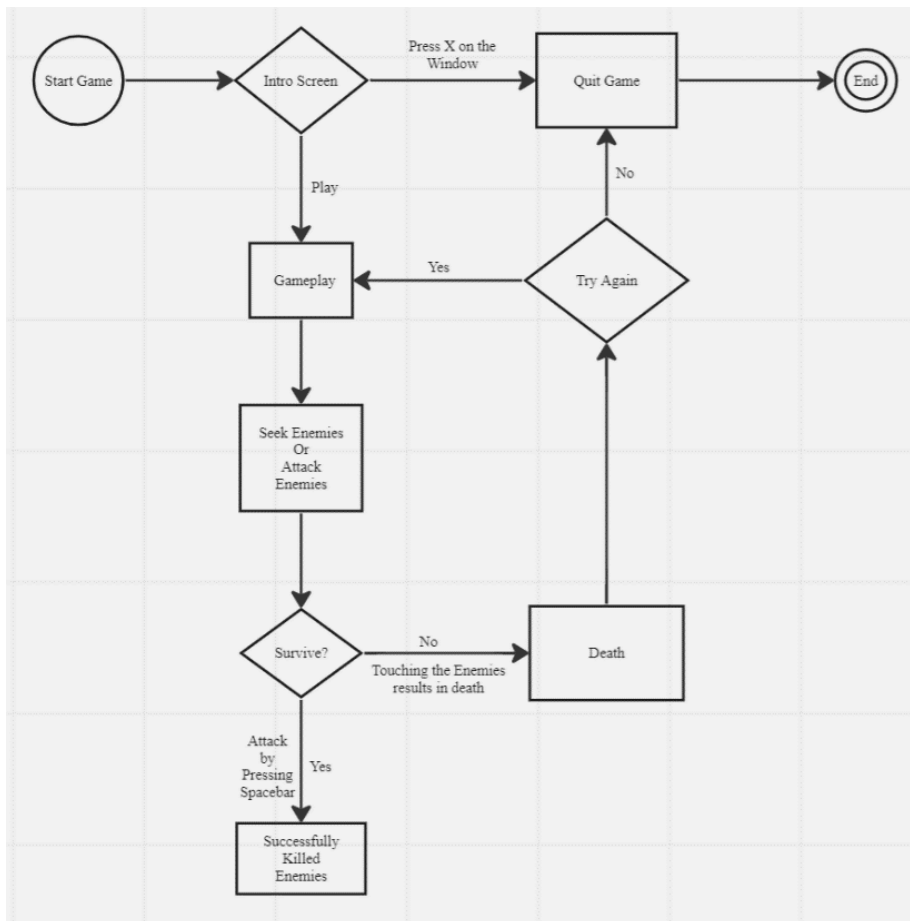 Start Game
Intro Screen
Press X on the
Window
Quit Game
End
Play
No
Gameplay
Yes
Try Again
Seek Enemies
Or
Attack
Enemies
Survive?
No
Touching the Enemies
results in death
Death
Attack
by
Pressing
Spacebar
Yes
Successfully
Killed
Enemies